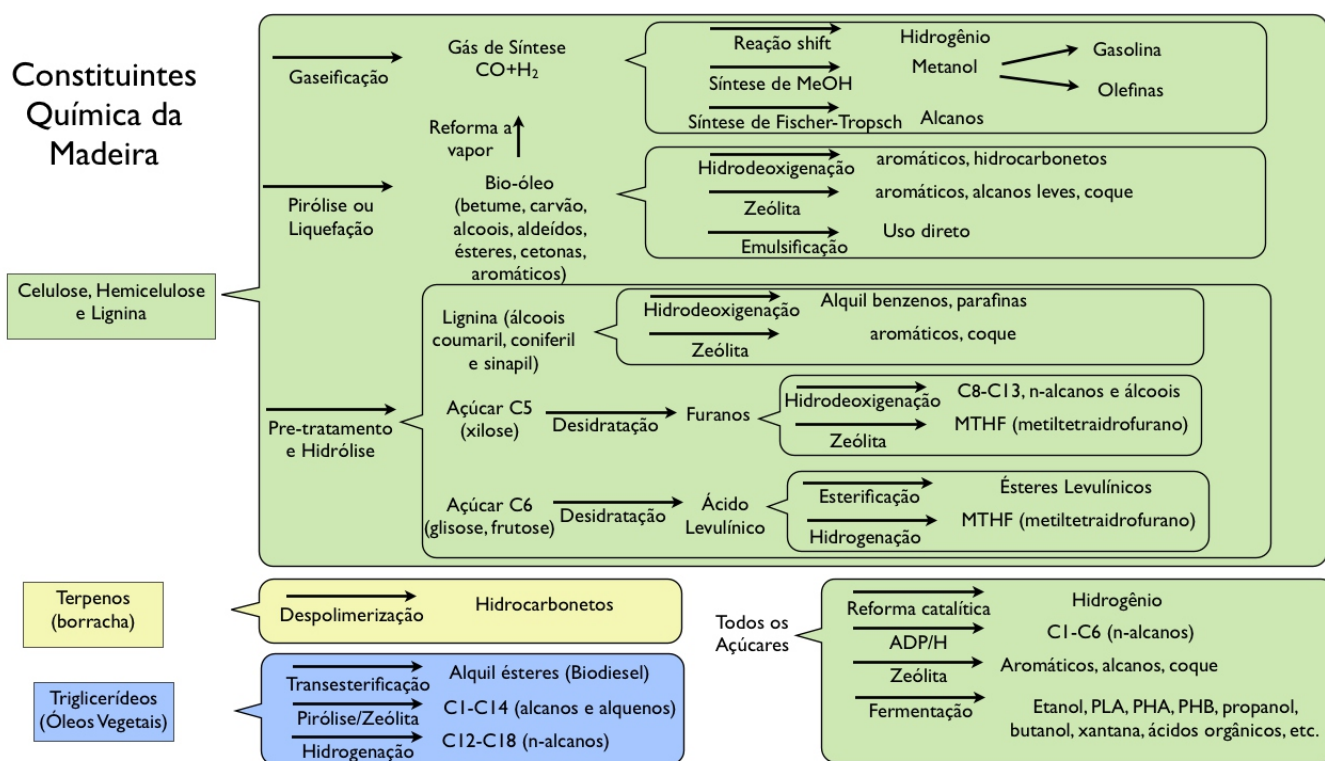 Constituintes
Química da
Madeira
Celulose, Hemicelulose
e Lignina
Gaseificação
Gás de Síntese
CO+H₂
Reação shift
Hidrogênio
Síntese de MeOH
Metanol
Gasolina
Olefinas
Síntese de Fischer-Tropsch
Alcanos
Reforma a
vapor
Pirólise ou
Liquefação
Bio-óleo
(betume, carvão,
alcoois, aldeídos,
ésteres, cetonas,
aromáticos)
Hidrodeoxigenação
aromáticos, hidrocarbonetos
Zeólita
aromáticos, alcanos leves, coque
Emulsificação
Uso direto
Pre-tratamento
e Hidrólise
Lignina (álcoois
coumaril, coniferil
e sinapil)
Hidrodeoxigenação
Alquil benzenos, parafinas
Zeólita
aromáticos, coque
Açúcar C5
(xilose)
Desidratação
Furanos
Hidrodeoxigenação
C8-C13, n-alcanos e álcoois
Zeólita
MTHF (metiltetraidrofurano)
Açúcar C6
(glisose, frutose)
Desidratação
Ácido
Levulínico
Esterificação
Ésteres Levulínicos
Hidrogenação
MTHF (metiltetraidrofurano)
Terpenos
(borracha)
Despolimerização
Hidrocarbonetos
Triglicerídeos
(Óleos Vegetais)
Transesterificação
Alquil ésteres (Biodiesel)
Pirólise/Zeólita
C1-C14 (alcanos e alquenos)
Hidrogenação
C12-C18 (n-alcanos)
Todos os
Açúcares
Reforma catalítica
Hidrogênio
ADP/H
C1-C6 (n-alcanos)
Zeólita
Aromáticos, alcanos, coque
Fermentação
Etanol, PLA, PHA, PHB, propanol,
butanol, xantana, ácidos orgânicos, etc.